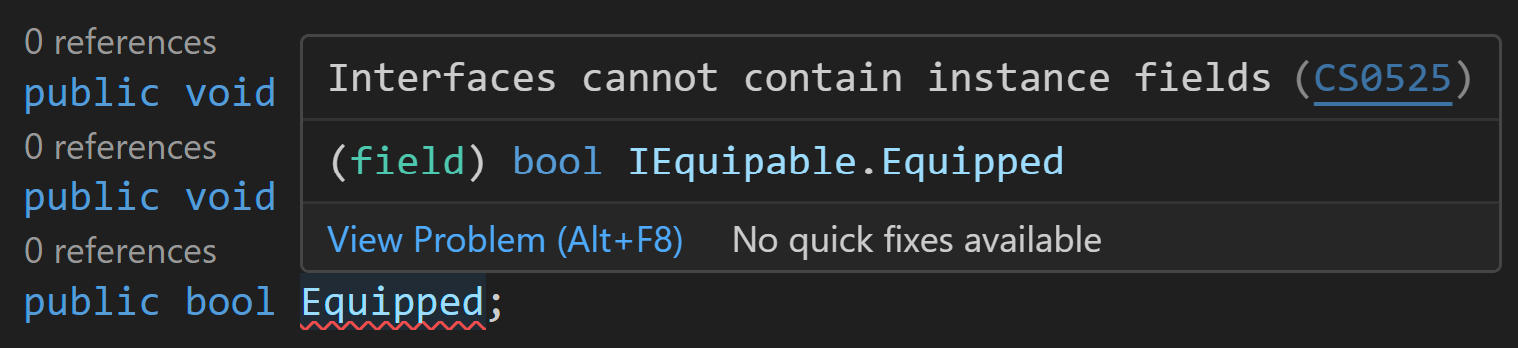 0 references
public void
0 references
public void
0 references
public bool Equipped;
Interfaces cannot contain instance fields (CS0525)
(field) bool IEquipable.Equipped
View Problem (Alt+F8) No quick fixes available